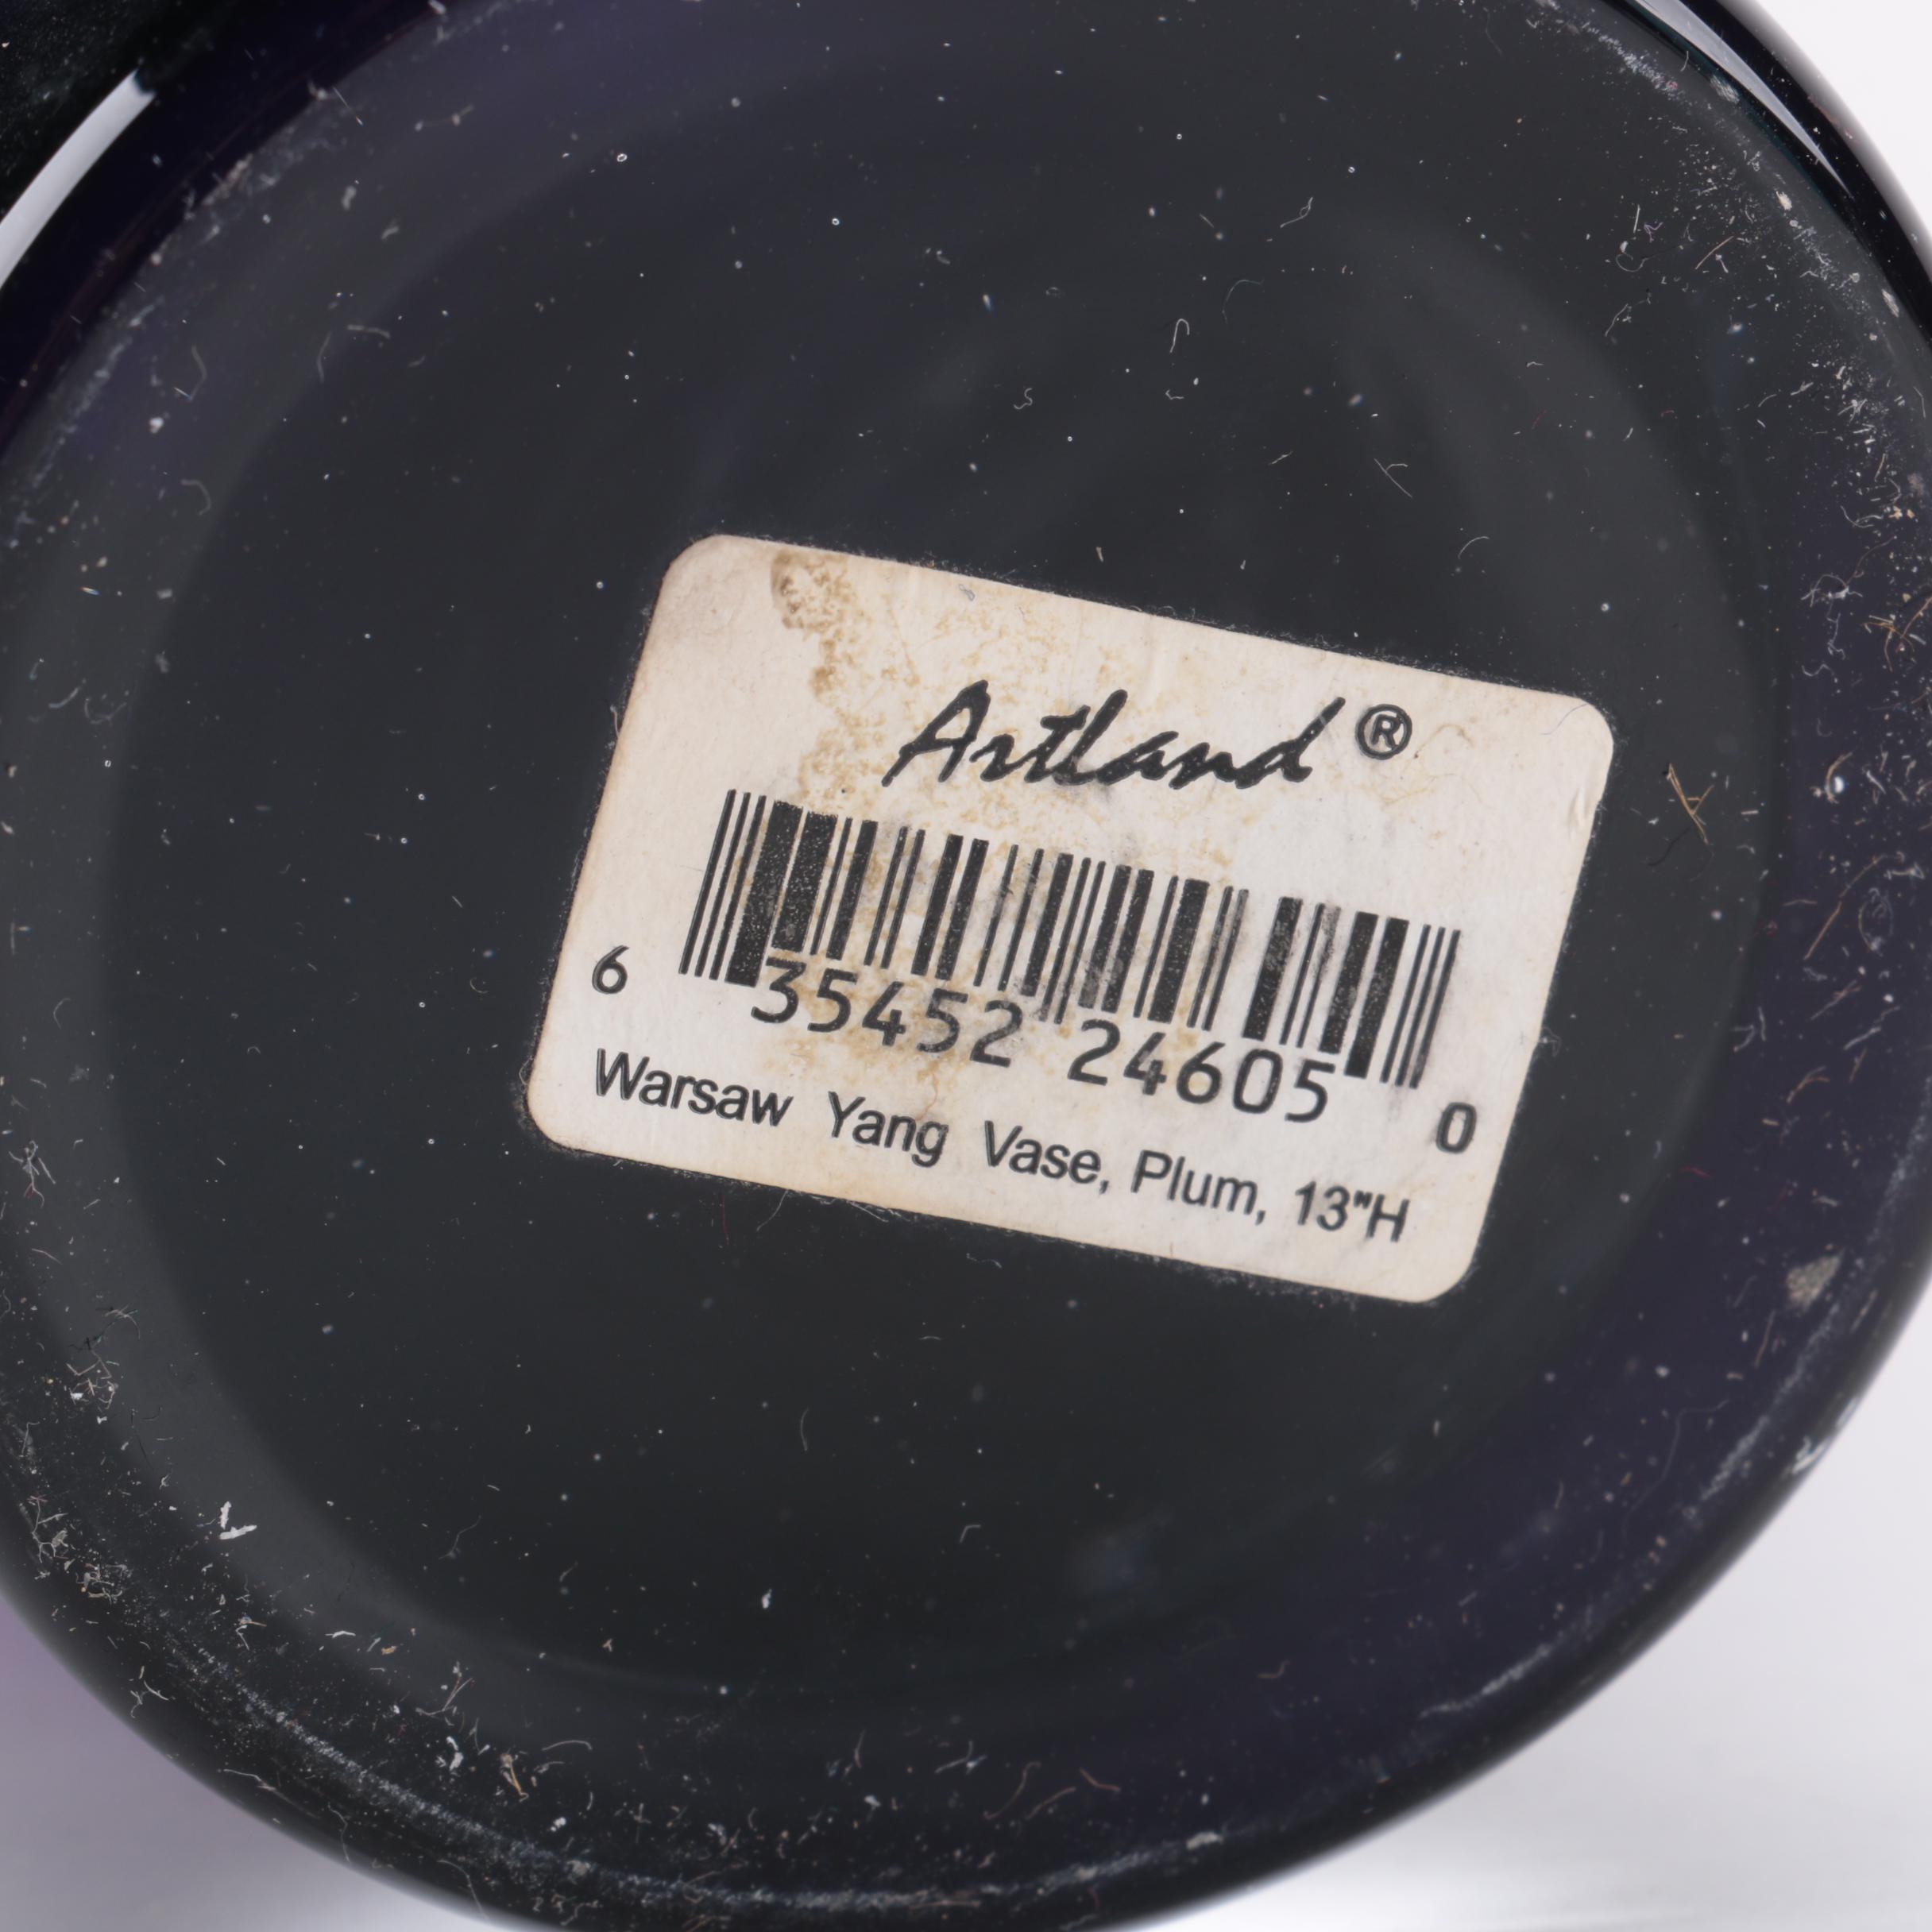 Artland®
6 35452 24605 0
Warsaw Yang Vase, Plum, 13"H